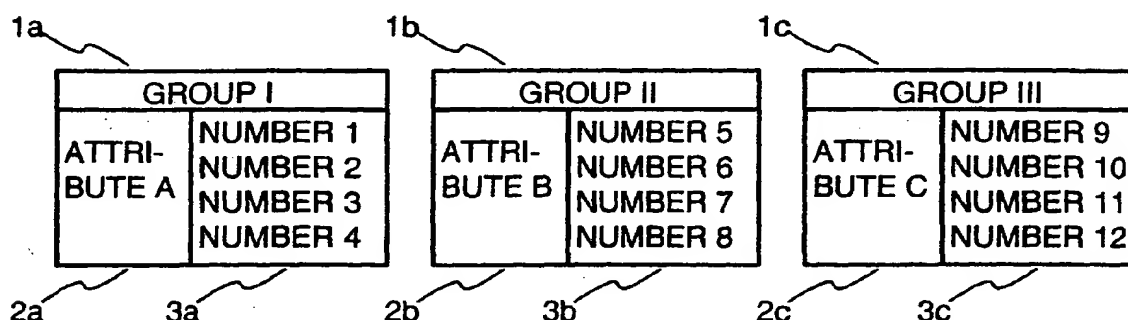 1a 1b 1c
GROUP I
ATTRI-
BUTE A
NUMBER 1
NUMBER 2
NUMBER 3
NUMBER 4
GROUP II
ATTRI-
BUTE B
NUMBER 5
NUMBER 6
NUMBER 7
NUMBER 8
GROUP III
ATTRI-
BUTE C
NUMBER 9
NUMBER 10
NUMBER 11
NUMBER 12
2a 3a 2b 3b 2c 3c